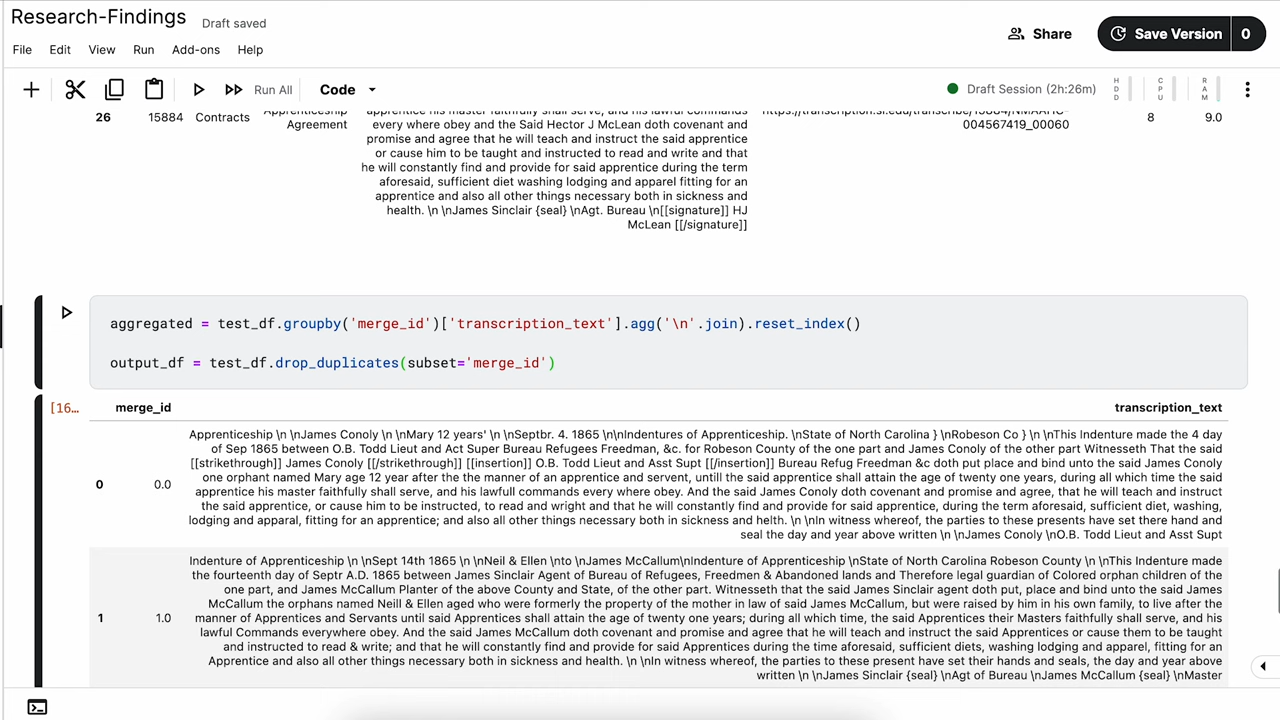 Research-Findings Draft saved
Share
Save Version 0
File Edit View Run Add-ons Help
Run All Code
Draft Session (2h:26m)
HDD CPU RAM
apprentice his master faithfully shall serve, and his lawful commands
26 15884 Contracts Apprenticeship Agreement
every where obey and the Said Hector J McLean doth covenant and
promise and agree that he will teach and instruct the said apprentice
or cause him to be taught and instructed to read and write and that
he will constantly find and provide for said apprentice during the term
aforesaid, sufficient diet washing lodging and apparel fitting for an
apprentice and also all other things necessary both in sickness and
health. \n \nJames Sinclair {seal} \nAgt. Bureau \n[[signature]] HJ
McLean [[/signature]]
004567419_00060
8 9.0
aggregated = test_df.groupby('merge_id')['transcription_text'].agg('\n'.join).reset_index()
output_df = test_df.drop_duplicates(subset='merge_id')
[16…
merge_id transcription_text
0 0.0
Apprenticeship \n \nJames Conoly \n \nMary 12 years' \n \nSeptbr. 4. 1865 \n\nIndentures of Apprenticeship. \nState of North Carolina } \nRobeson Co } \n \nThis Indenture made the 4 day
of Sep 1865 between O.B. Todd Lieut and Act Super Bureau Refugees Freedman, &c. for Robeson County of the one part and James Conoly of the other part Witnesseth That the said
[[strikethrough]] James Conoly [[/strikethrough]] [[insertion]] O.B. Todd Lieut and Asst Supt [[/insertion]] Bureau Refug Freedman &c doth put place and bind unto the said James Conoly
one orphant named Mary age 12 year after the the manner of an apprentice and servent, untill the said apprentice shall attain the age of twenty one years, during all which time the said
apprentice his master faithfully shall serve, and his lawfull commands every where obey. And the said James Conoly doth covenant and promise and agree, that he will teach and instruct
the said apprentice, or cause him to be instructed, to read and wright and that he will constantly find and provide for said apprentice, during the term aforesaid, sufficient diet, washing,
lodging and apparal, fitting for an apprentice; and also all other things necessary both in sickness and helth. \n \nIn witness whereof, the parties to these presents have set there hand and
seal the day and year above written \n \nJames Conoly \nO.B. Todd Lieut and Asst Supt
1 1.0
Indenture of Apprenticeship \n \nSept 14th 1865 \n \nNeil & Ellen \nto \nJames McCallum\nIndenture of Apprenticeship \nState of North Carolina Robeson County \n \nThis Indenture made
the fourteenth day of Septr A.D. 1865 between James Sinclair Agent of Bureau of Refugees, Freedmen & Abandoned lands and Therefore legal guardian of Colored orphan children of the
one part, and James McCallum Planter of the above County and State, of the other part. Witnesseth that the said James Sinclair agent doth put, place and bind unto the said James
McCallum the orphans named Neill & Ellen aged who were formerly the property of the mother in law of said James McCallum, but were raised by him in his own family, to live after the
manner of Apprentices and Servants until said Apprentices shall attain the age of twenty one years; during all which time, the said Apprentices their Masters faithfully shall serve, and his
lawful Commands everywhere obey. And the said James McCallum doth covenant and promise and agree that he will teach and instruct the said Apprentices or cause them to be taught
and instructed to read & write; and that he will constantly find and provide for said Apprentices during the time aforesaid, sufficient diets, washing lodging and apparel, fitting for an
Apprentice and also all other things necessary both in sickness and health. \n \nIn witness whereof, the parties to these present have set their hands and seals, the day and year above
written \n \nJames Sinclair {seal} \nAgt of Bureau \nJames McCallum {seal} \nMaster